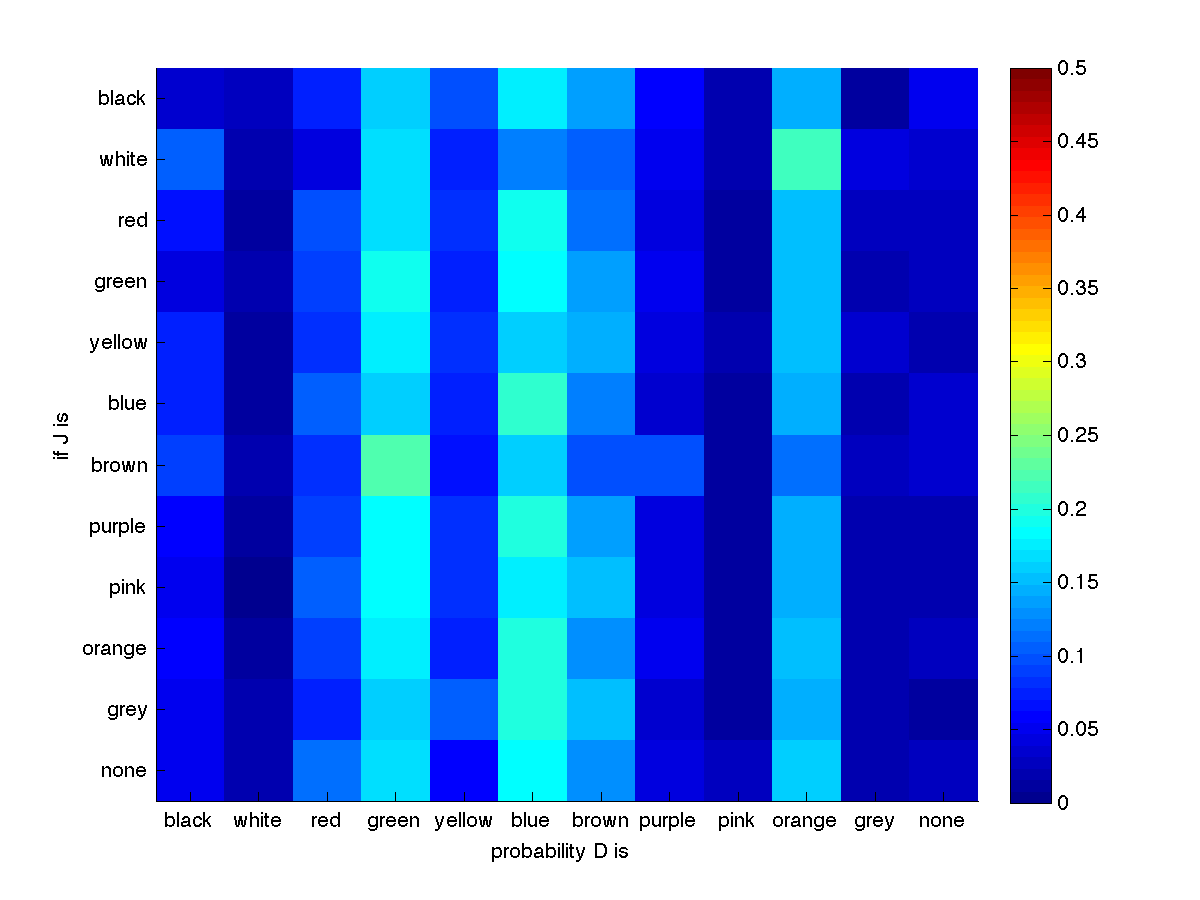 0.5
black
0.45
white
0.4
red
0.35
green
0.3
yellow
0.25
blue
if J is
brown
0.2
purple
0.15
pink
0.1
orange
0.05
grey
none
0
black white red green yellow blue brown purple pink orange grey none
probability D is